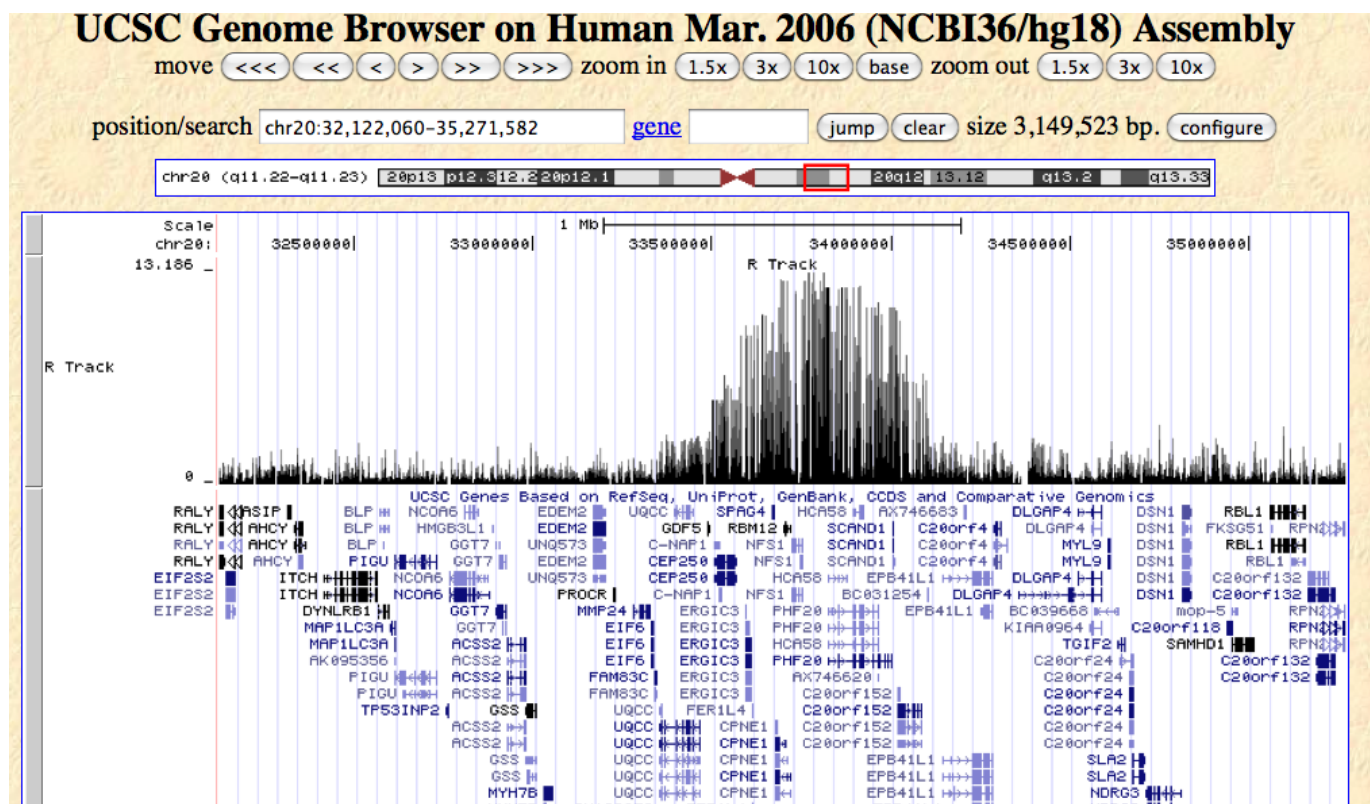 UCSC Genome Browser on Human Mar. 2006 (NCBI36/hg18) Assembly
move <<< << < > >> >>> zoom in 1.5x 3x 10x base zoom out 1.5x 3x 10x
position/search chr20:32,122,060-35,271,582 gene jump clear size 3,149,523 bp. configure
chr20 (q11.22-q11.23) 20p13 p12.3 12.2 20p12.1 20q12 13.12 q13.2 q13.33
Scale 1 Mb
chr20: 32500000 33000000 33500000 34000000 34500000 35000000
13.186 _ R Track
R Track
0 _
UCSC Genes Based on RefSeq, UniProt, GenBank, CCDS and Comparative Genomics
RALY ASIP BLP NCOA6 EDEM2 UQCC SPAG4 HCA58 AX746683 DLGAP4 DSN1 RBL1
RALY AHCY BLP HMGB3L1 EDEM2 GDF5 RBM12 SCAND1 C20orf4 DLGAP4 DSN1 FKSG51 RPN2
RALY AHCY BLP GGT7 UNQ573 C-NAP1 NFS1 SCAND1 C20orf4 MYL9 DSN1 RBL1
RALY AHCY PIGU GGT7 EDEM2 CEP250 NFS1 SCAND1 C20orf4 MYL9 DSN1 RBL1
EIF2S2 ITCH NCOA6 UNQ573 CEP250 HCA58 EPB41L1 DLGAP4 DSN1 C20orf132
EIF2S2 ITCH NCOA6 PROCR C-NAP1 NFS1 BC031254 DLGAP4 DSN1 C20orf132
EIF2S2 DYNLRB1 GGT7 MMP24 ERGIC3 PHF20 EPB41L1 BC039668 mop-5 RPN2
MAP1LC3A GGT7 EIF6 ERGIC3 PHF20 KIAA0964 C20orf118 RPN2
MAP1LC3A ACSS2 EIF6 ERGIC3 HCA58 TGIF2 SAMHD1 RPN2
AK095356 ACSS2 EIF6 ERGIC3 PHF20 C20orf24 C20orf132
PIGU ACSS2 FAM83C ERGIC3 AX746620 C20orf24 C20orf132
PIGU ACSS2 FAM83C ERGIC3 C20orf152 C20orf24
TP53INP2 GSS UQCC FER1L4 C20orf152 C20orf24
ACSS2 UQCC CPNE1 C20orf152 C20orf24
ACSS2 UQCC CPNE1 C20orf152 C20orf24
GSS UQCC CPNE1 EPB41L1 SLA2
GSS UQCC CPNE1 EPB41L1 SLA2
MYH7B UQCC CPNE1 EPB41L1 NDRG3